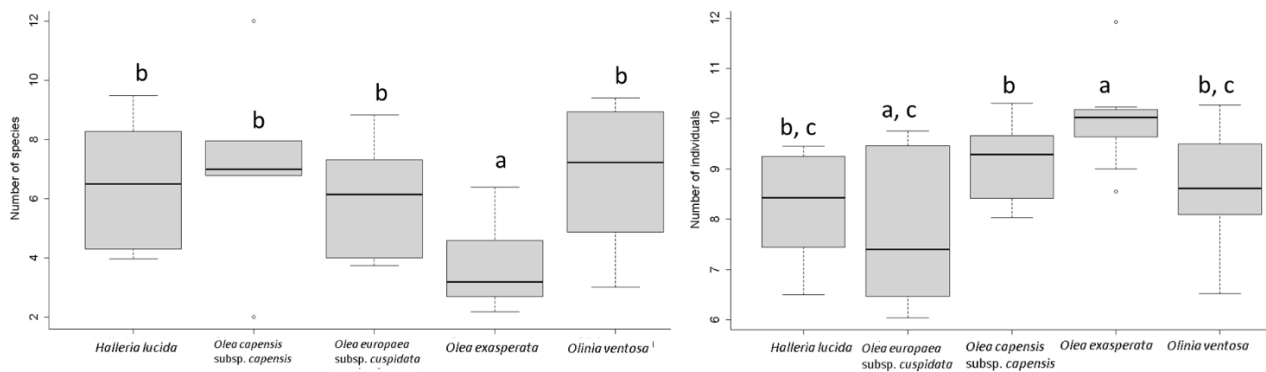 12
10
8
6
4
2
Number of species
b
b
b
a
b
Halleria lucida
Olea capensis
subsp. capensis
Olea europaea
subsp. cuspidata
Olea exasperata
Olinia ventosa
12
11
10
9
8
7
6
Number of individuals
b, c
a, c
b
a
b, c
Halleria lucida
Olea europaea
subsp. cuspidata
Olea capensis
subsp. capensis
Olea exasperata
Olinia ventosa